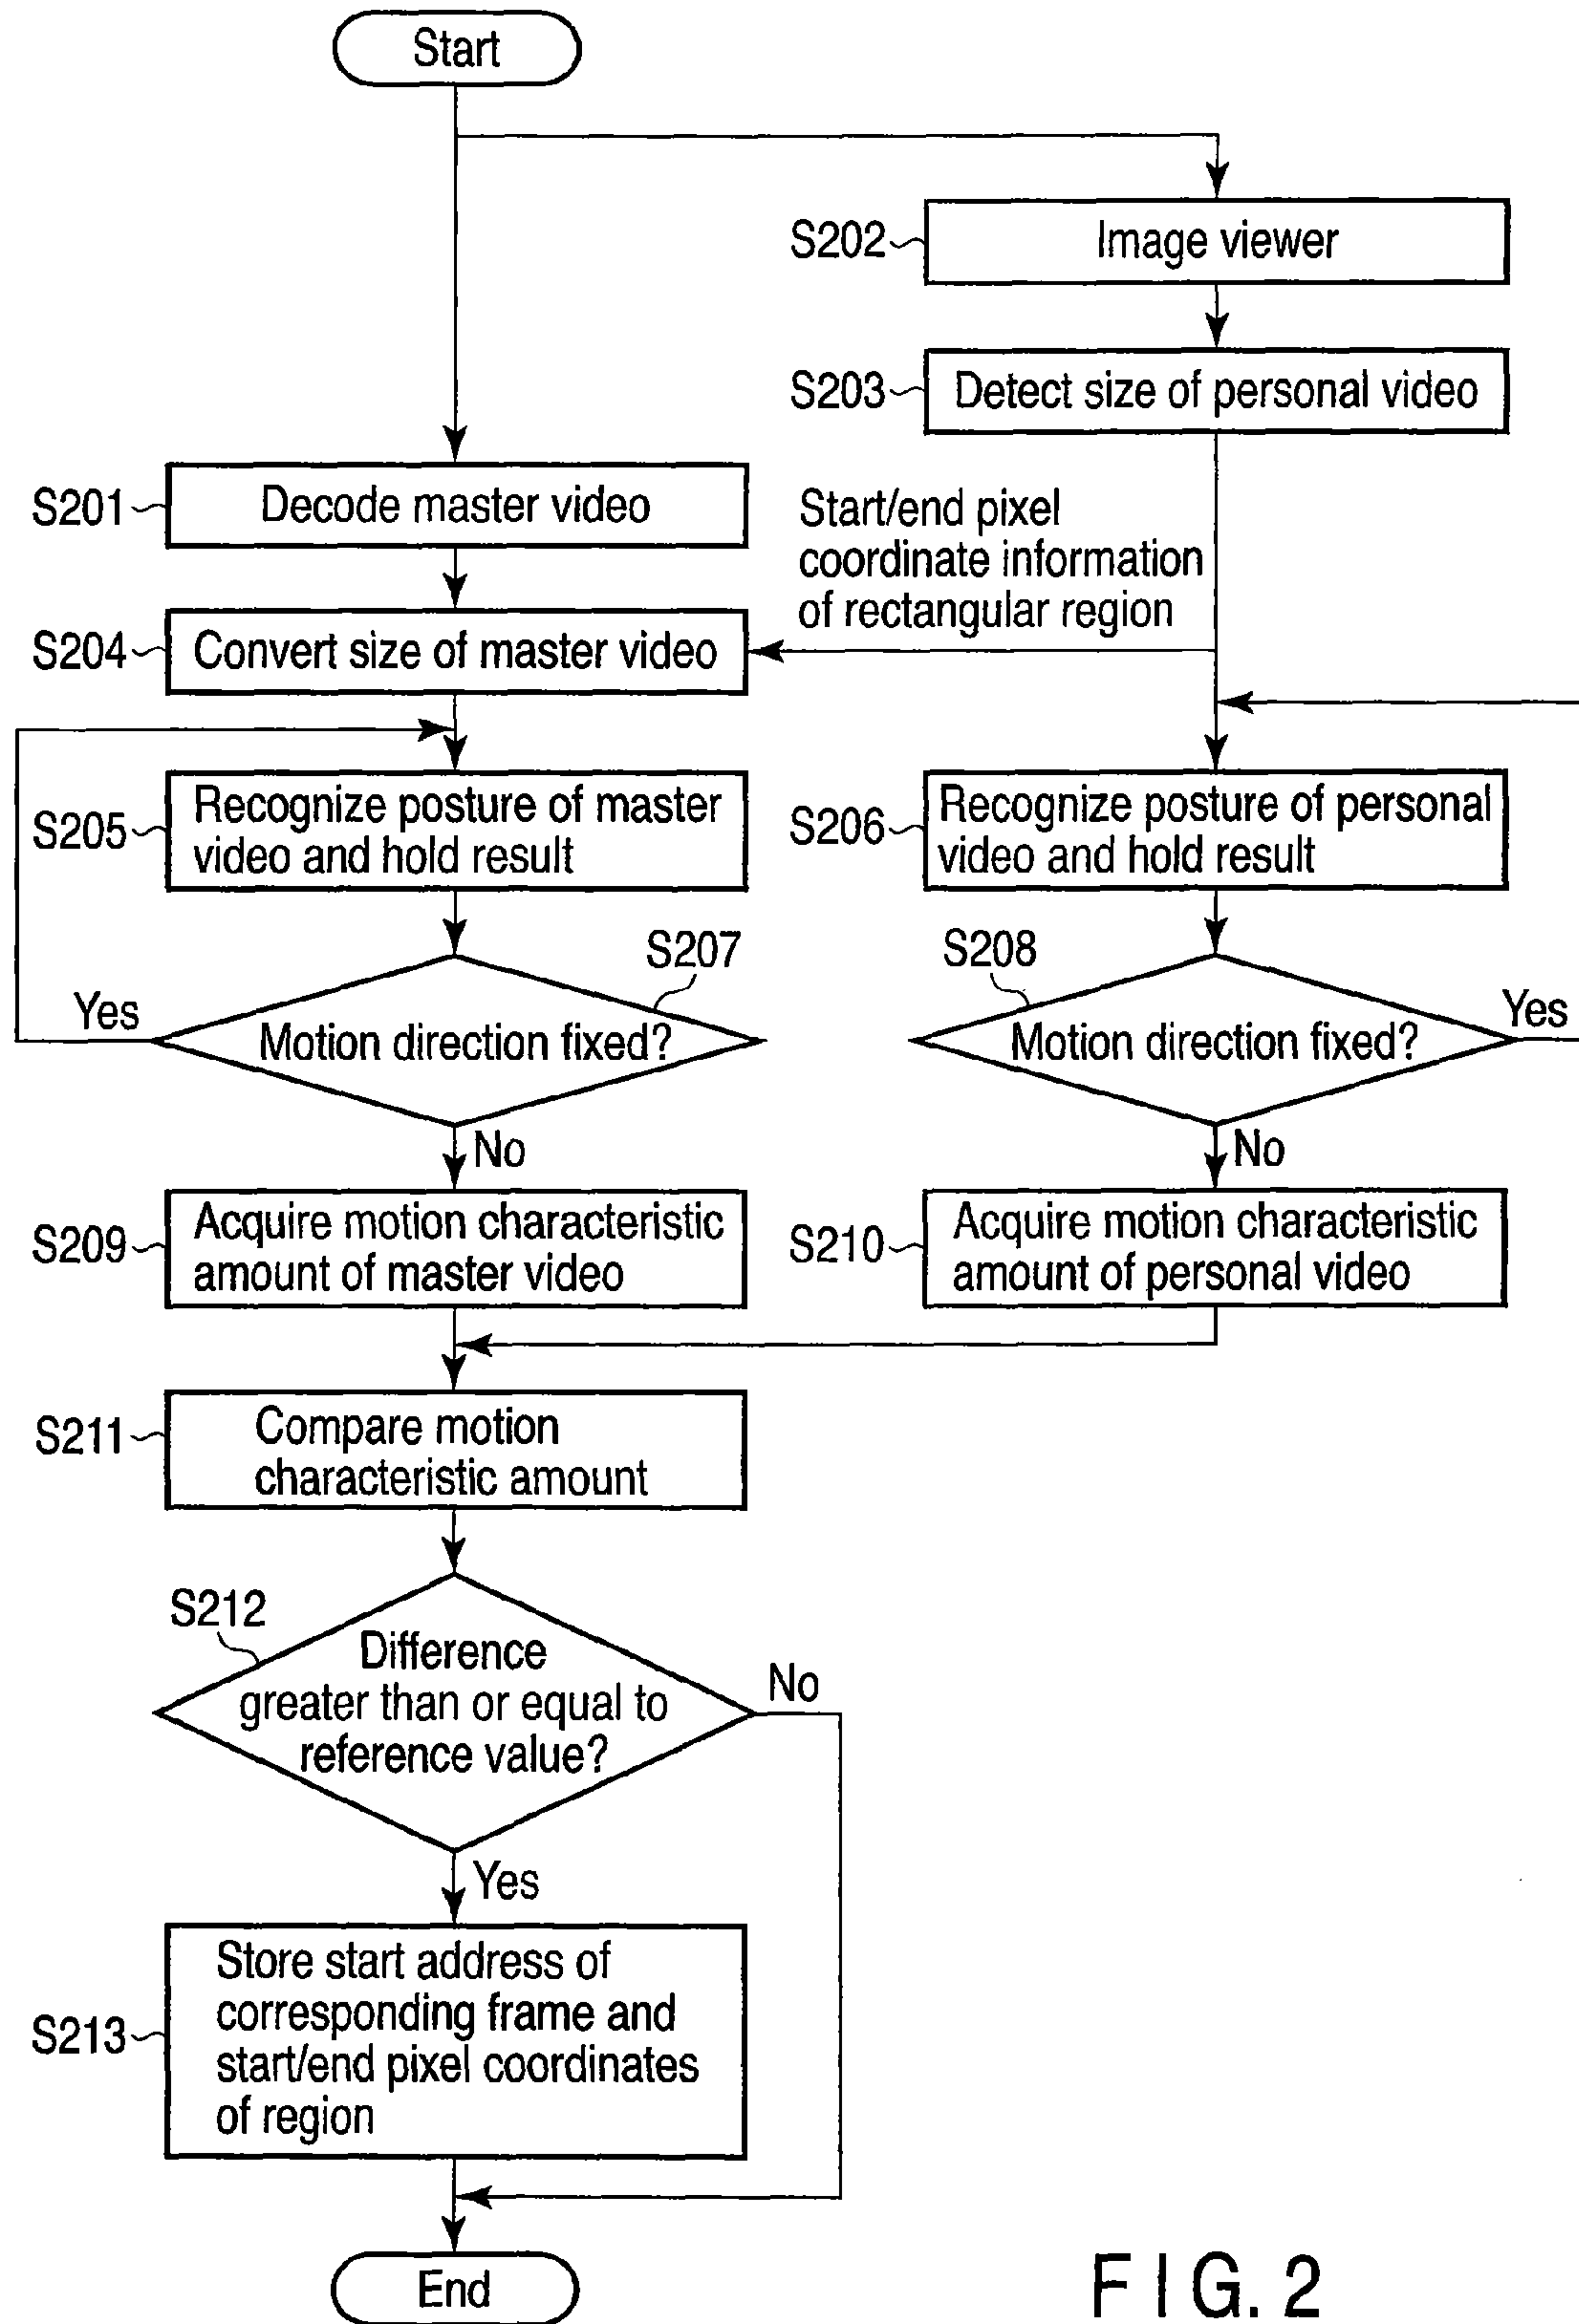 Start
S202
Image viewer
S203
Detect size of personal video
S201
Decode master video
Start/end pixel
coordinate information
of rectangular region
S204
Convert size of master video
S205
Recognize posture of master
video and hold result
S206
Recognize posture of personal
video and hold result
S207
Yes
Motion direction fixed?
No
S208
Motion direction fixed?
Yes
No
S209
Acquire motion characteristic
amount of master video
S210
Acquire motion characteristic
amount of personal video
S211
Compare motion
characteristic amount
S212
Difference
greater than or equal to
reference value?
No
Yes
S213
Store start address of
corresponding frame and
start/end pixel coordinates
of region
End
FIG. 2